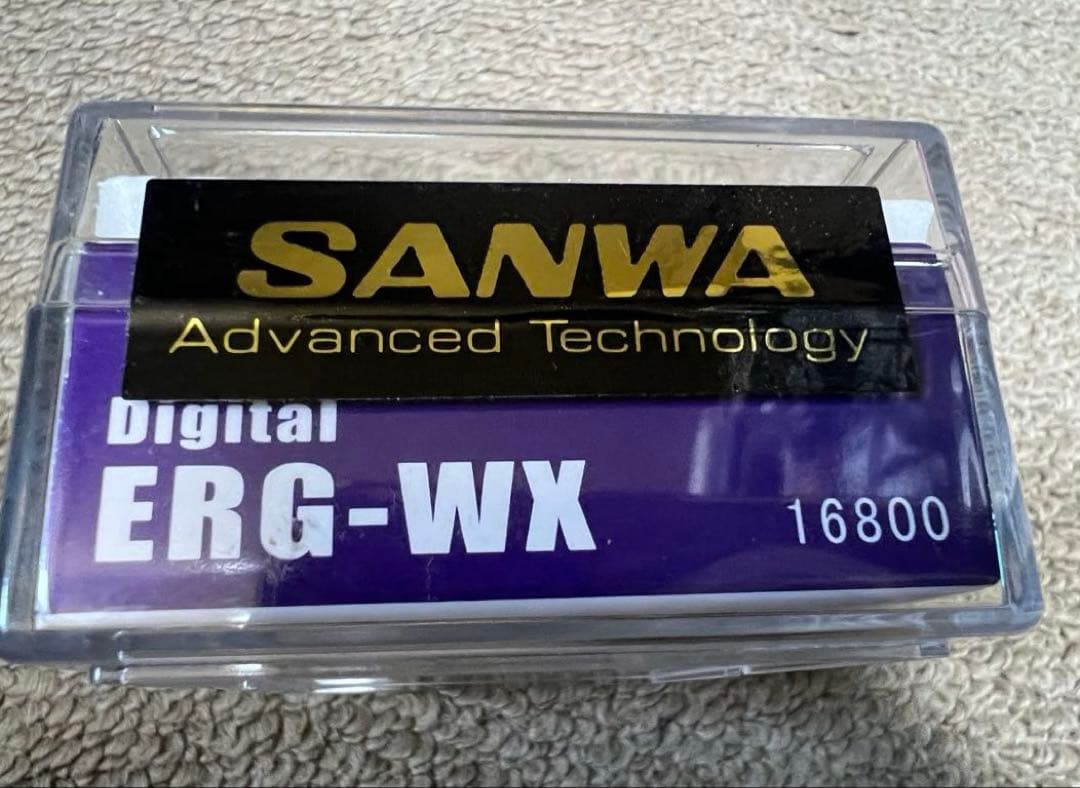 SANWA
Advanced Technology
Digital
ERG-WX
16800